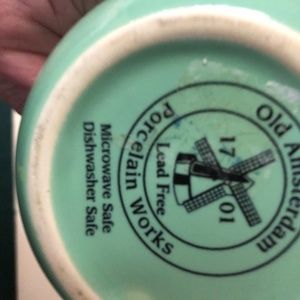 Old Amsterdam
Porcelain Works
17 01
Lead Free
Microwave Safe
Dishwasher Safe